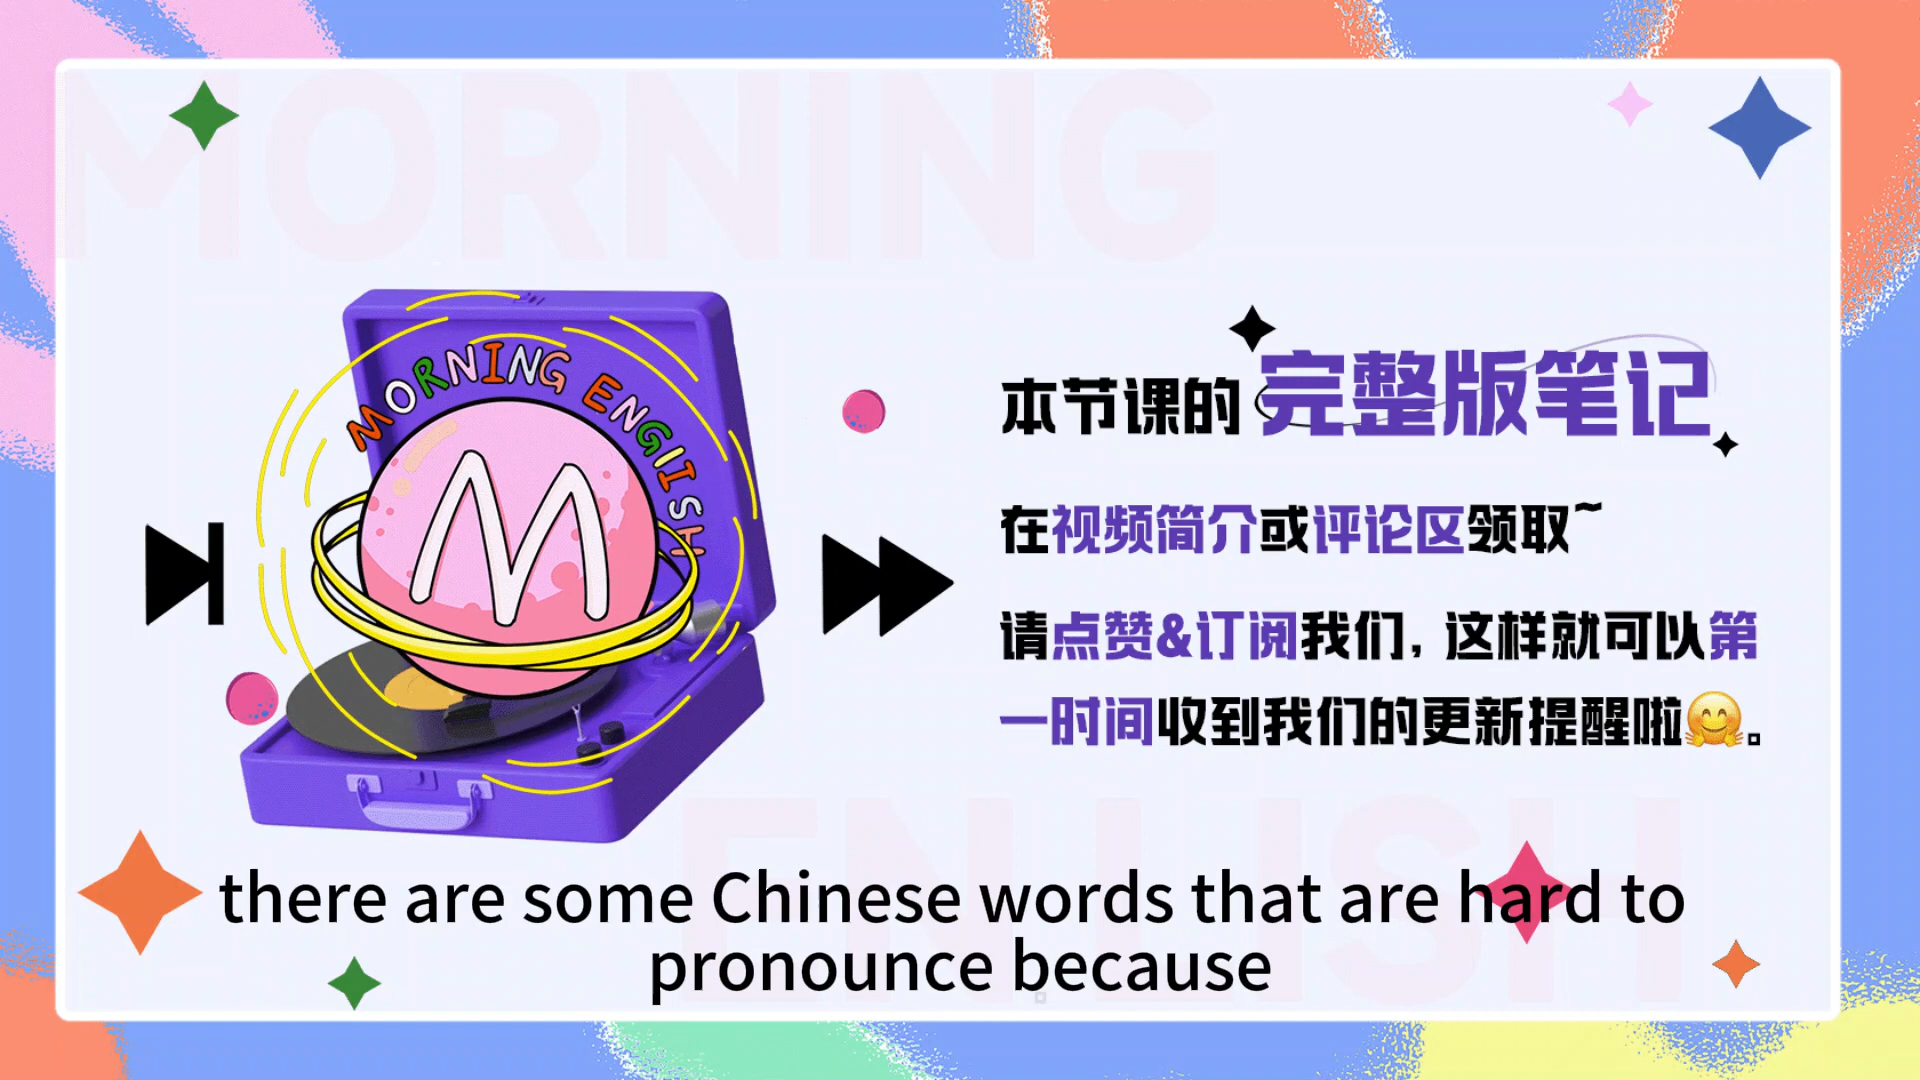 MORNING
MORNING ENGLISH
M
本节课的完整版笔记
在视频简介或评论区领取~
请点赞&订阅我们，这样就可以第
一时间收到我们的更新提醒啦🤗。
ENLISH
there are some Chinese words that are hard to
pronounce because